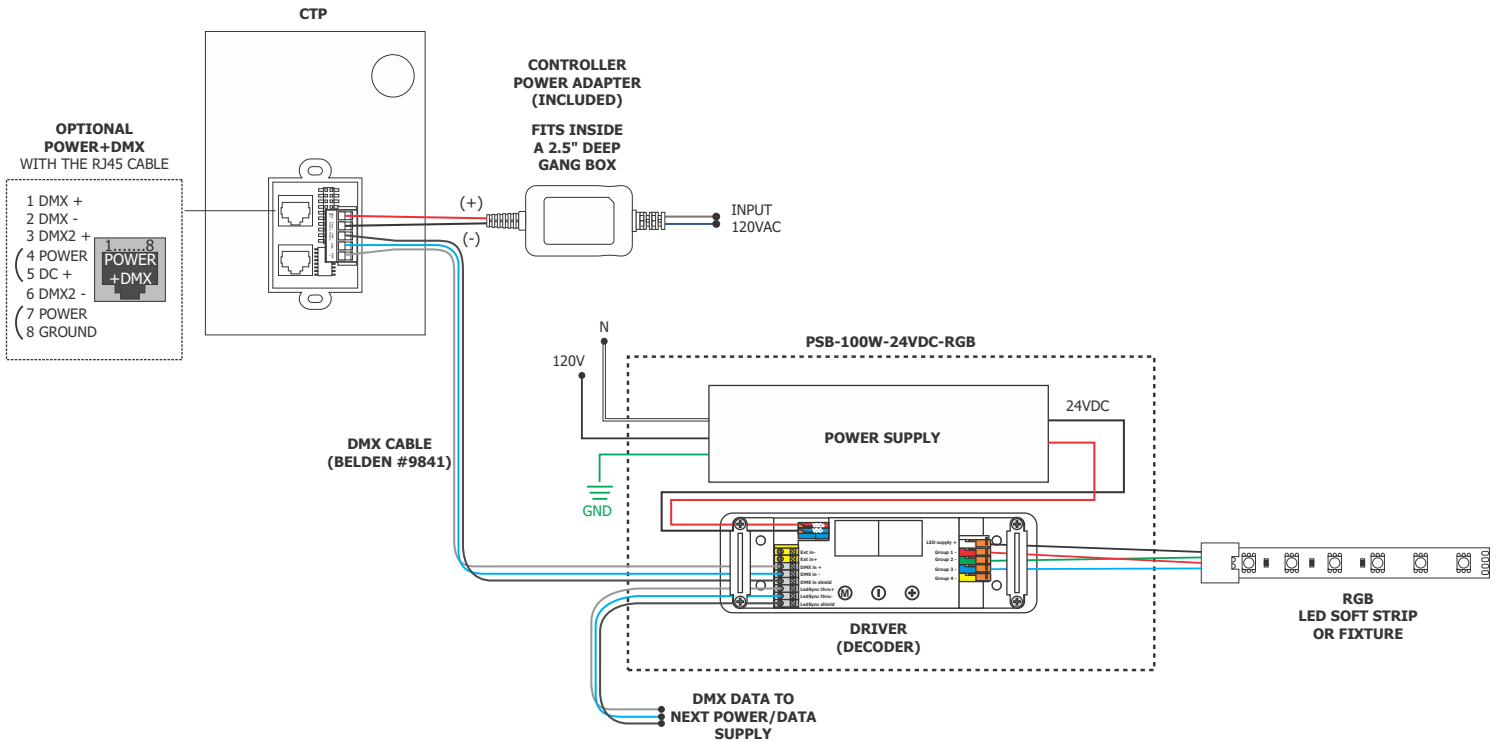 CTP
CONTROLLER
POWER ADAPTER
(INCLUDED)
FITS INSIDE
A 2.5" DEEP
GANG BOX
OPTIONAL
POWER+DMX
WITH THE RJ45 CABLE
1 DMX +
2 DMX -
3 DMX2 +
4 POWER
5 DC +
6 DMX2 -
7 POWER
8 GROUND
1.......8
POWER
+DMX
(+)
(-)
INPUT
120VAC
N
120V
PSB-100W-24VDC-RGB
24VDC
POWER SUPPLY
DMX CABLE
(BELDEN #9841)
GND
Ext in-
Ext in+
DMX in +
DMX in -
DMX in shield
LedSync thru+
LedSync thru-
LedSync shield
M
I
+
LED-supply +
Group 1 -
Group 2 -
Group 3 -
Group 4 -
DRIVER
(DECODER)
RGB
LED SOFT STRIP
OR FIXTURE
DMX DATA TO
NEXT POWER/DATA
SUPPLY